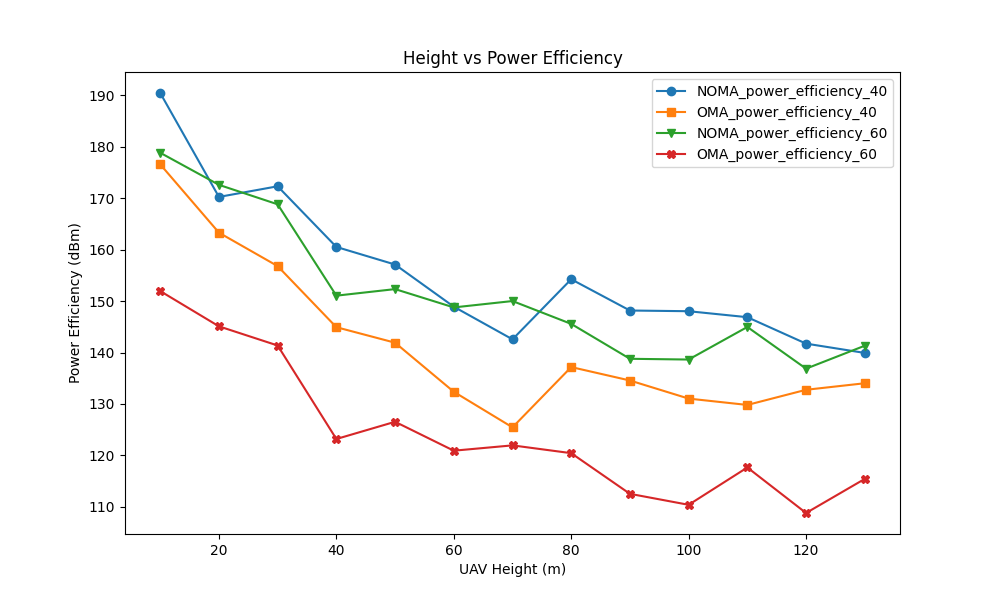 Height vs Power Efficiency
NOMA_power_efficiency_40
OMA_power_efficiency_40
NOMA_power_efficiency_60
OMA_power_efficiency_60
Power Efficiency (dBm)
190
180
170
160
150
140
130
120
110
20 40 60 80 100 120
UAV Height (m)